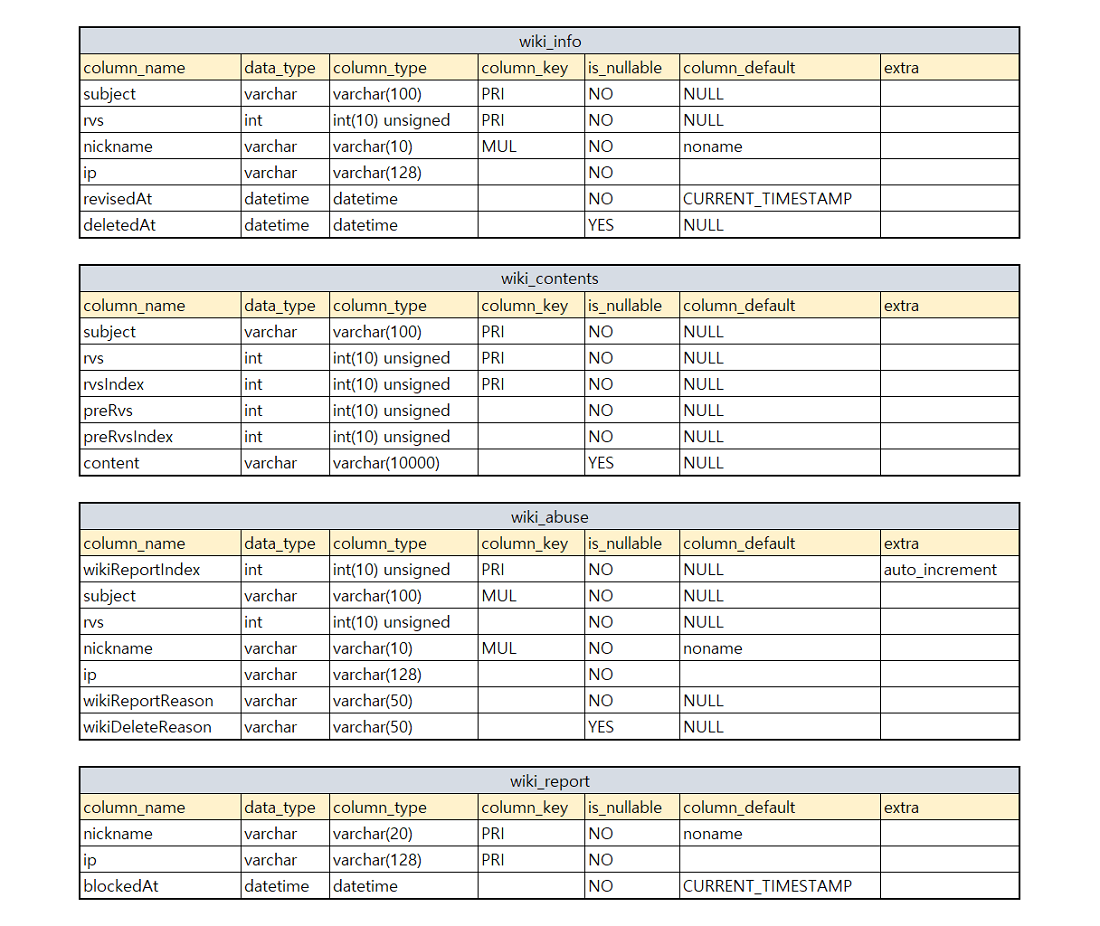 wiki_info
column_name data_type column_type column_key is_nullable column_default extra
subject varchar varchar(100) PRI NO NULL
rvs int int(10) unsigned PRI NO NULL
nickname varchar varchar(10) MUL NO noname
ip varchar varchar(128) NO
revisedAt datetime datetime NO CURRENT_TIMESTAMP
deletedAt datetime datetime YES NULL
wiki_contents
column_name data_type column_type column_key is_nullable column_default extra
subject varchar varchar(100) PRI NO NULL
rvs int int(10) unsigned PRI NO NULL
rvsIndex int int(10) unsigned PRI NO NULL
preRvs int int(10) unsigned NO NULL
preRvsIndex int int(10) unsigned NO NULL
content varchar varchar(10000) YES NULL
wiki_abuse
column_name data_type column_type column_key is_nullable column_default extra
wikiReportIndex int int(10) unsigned PRI NO NULL auto_increment
subject varchar varchar(100) MUL NO NULL
rvs int int(10) unsigned NO NULL
nickname varchar varchar(10) MUL NO noname
ip varchar varchar(128) NO
wikiReportReason varchar varchar(50) NO NULL
wikiDeleteReason varchar varchar(50) YES NULL
wiki_report
column_name data_type column_type column_key is_nullable column_default extra
nickname varchar varchar(20) PRI NO noname
ip varchar varchar(128) PRI NO
blockedAt datetime datetime NO CURRENT_TIMESTAMP